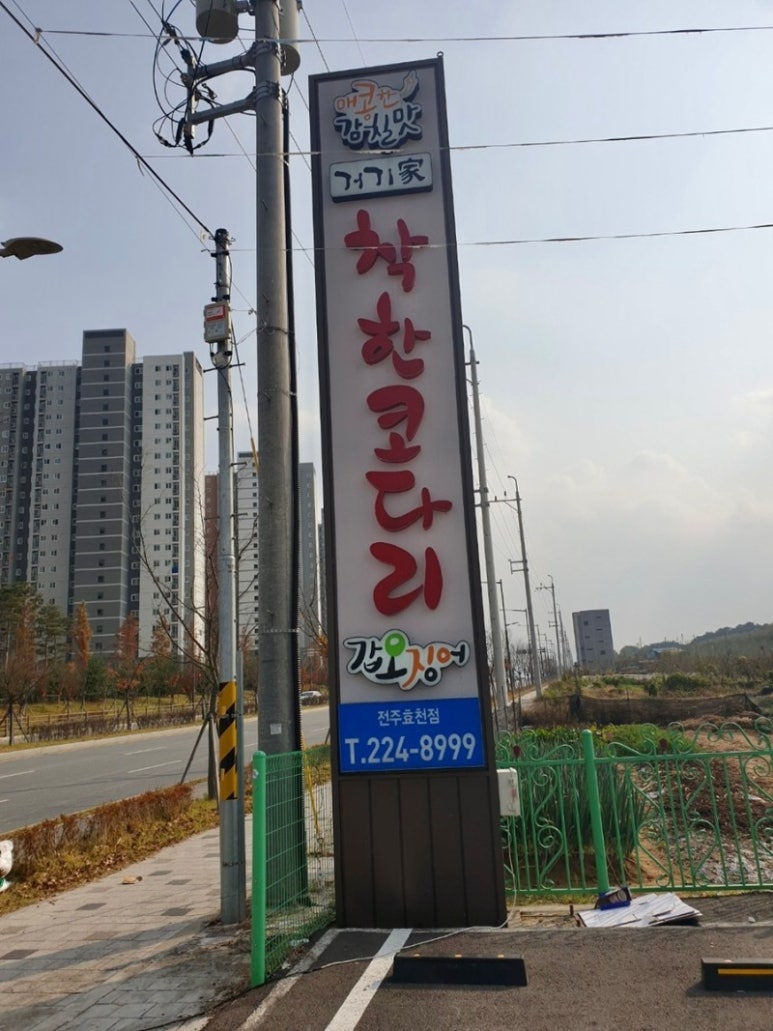 매콤한
감칠맛
거기家
착한코다리
갑오징어
전주효천점
T.224-8999